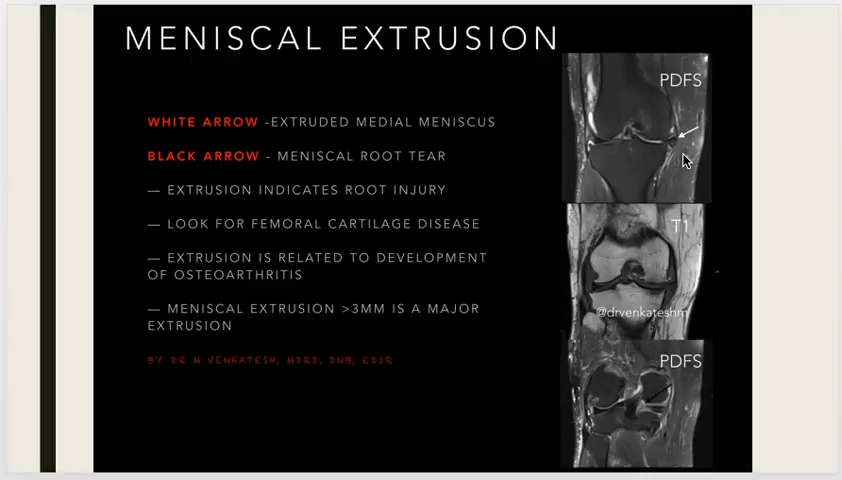 MENISCAL EXTRUSION
PDFS
WHITE ARROW -EXTRUDED MEDIAL MENISCUS
BLACK ARROW - MENISCAL ROOT TEAR
— EXTRUSION INDICATES ROOT INJURY
— LOOK FOR FEMORAL CARTILAGE DISEASE
T1
— EXTRUSION IS RELATED TO DEVELOPMENT
OF OSTEOARTHRITIS
— MENISCAL EXTRUSION >3MM IS A MAJOR
EXTRUSION
@drvenkateshm
BY DR M VENKATESH, MDRD, DNB, EDIR
PDFS